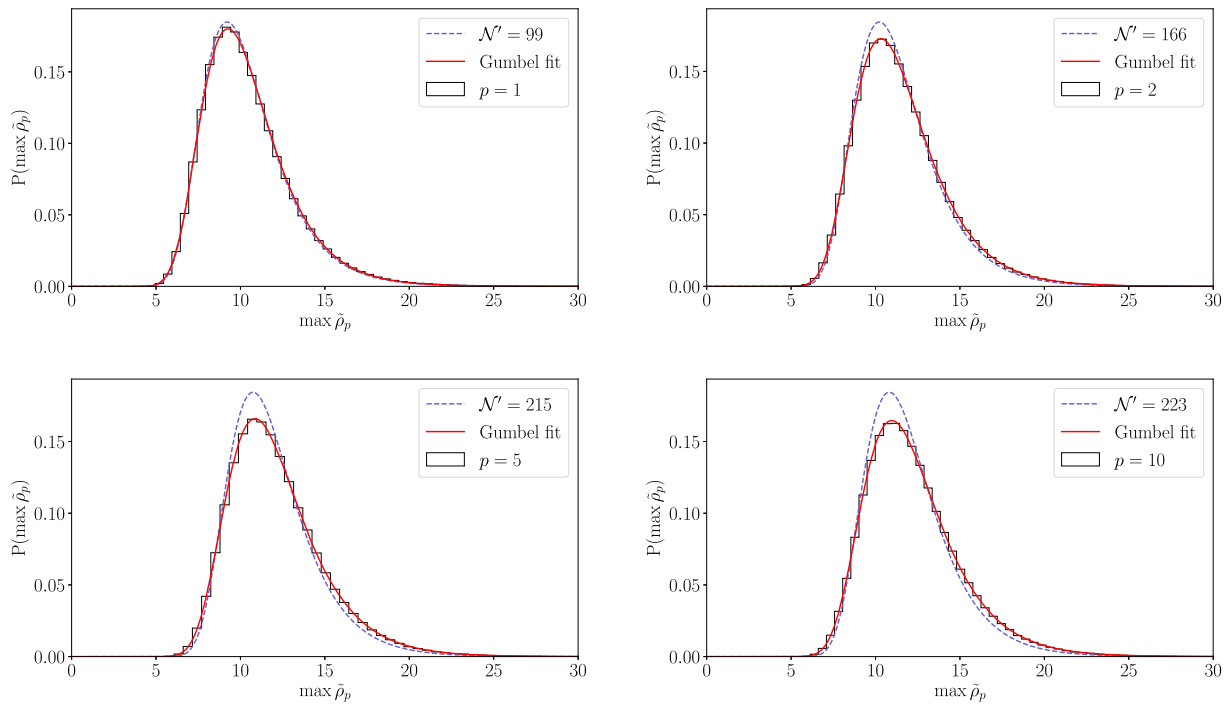 P(max ρ̃ₚ)
0.15
0.10
0.05
0.00
𝒩′ = 99
Gumbel fit
p = 1
0 5 10 15 20 25 30
max ρ̃ₚ
P(max ρ̃ₚ)
0.15
0.10
0.05
0.00
𝒩′ = 166
Gumbel fit
p = 2
0 5 10 15 20 25 30
max ρ̃ₚ
P(max ρ̃ₚ)
0.15
0.10
0.05
0.00
𝒩′ = 215
Gumbel fit
p = 5
0 5 10 15 20 25 30
max ρ̃ₚ
P(max ρ̃ₚ)
0.15
0.10
0.05
0.00
𝒩′ = 223
Gumbel fit
p = 10
0 5 10 15 20 25 30
max ρ̃ₚ